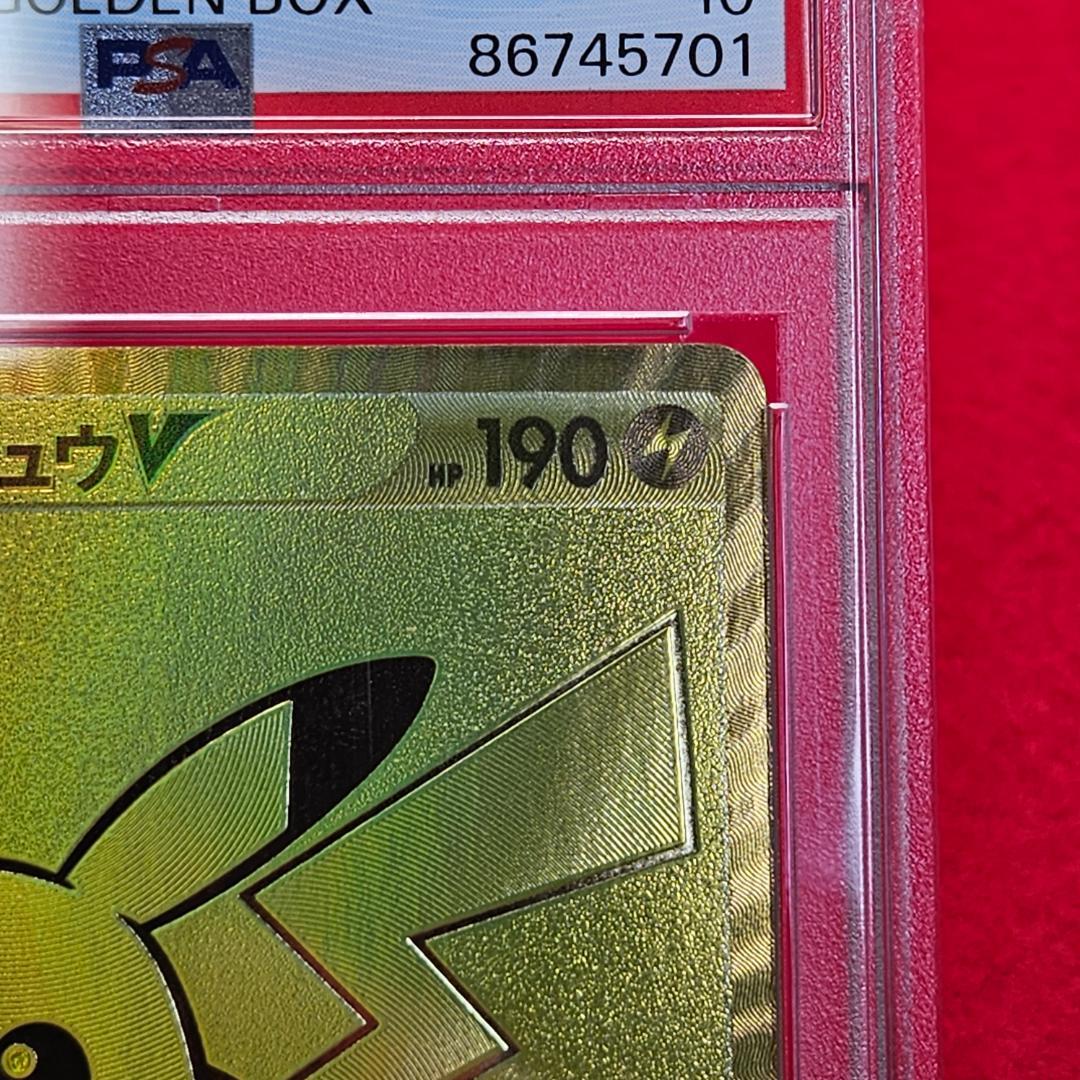 GOLDEN BOX 10
PSA 86745701
ュウV HP 190